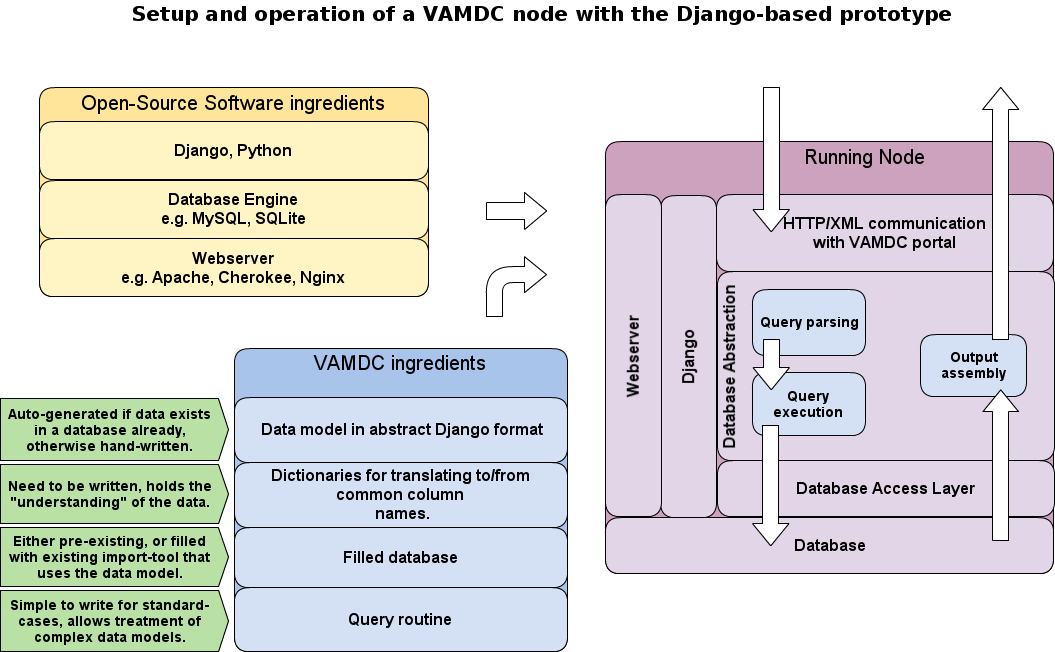 Setup and operation of a VAMDC node with the Django-based prototype
Open-Source Software ingredients
Django, Python
Database Engine
e.g. MySQL, SQLite
Webserver
e.g. Apache, Cherokee, Nginx
VAMDC ingredients
Auto-generated if data exists
in a database already,
otherwise hand-written.
Data model in abstract Django format
Need to be written, holds the
"understanding" of the data.
Dictionaries for translating to/from
common column
names.
Either pre-existing, or filled
with existing import-tool that
uses the data model.
Filled database
Simple to write for standard-
cases, allows treatment of
complex data models.
Query routine
Running Node
Webserver
Django
HTTP/XML communication
with VAMDC portal
Database Abstraction
Query parsing
Query
execution
Output
assembly
Database Access Layer
Database